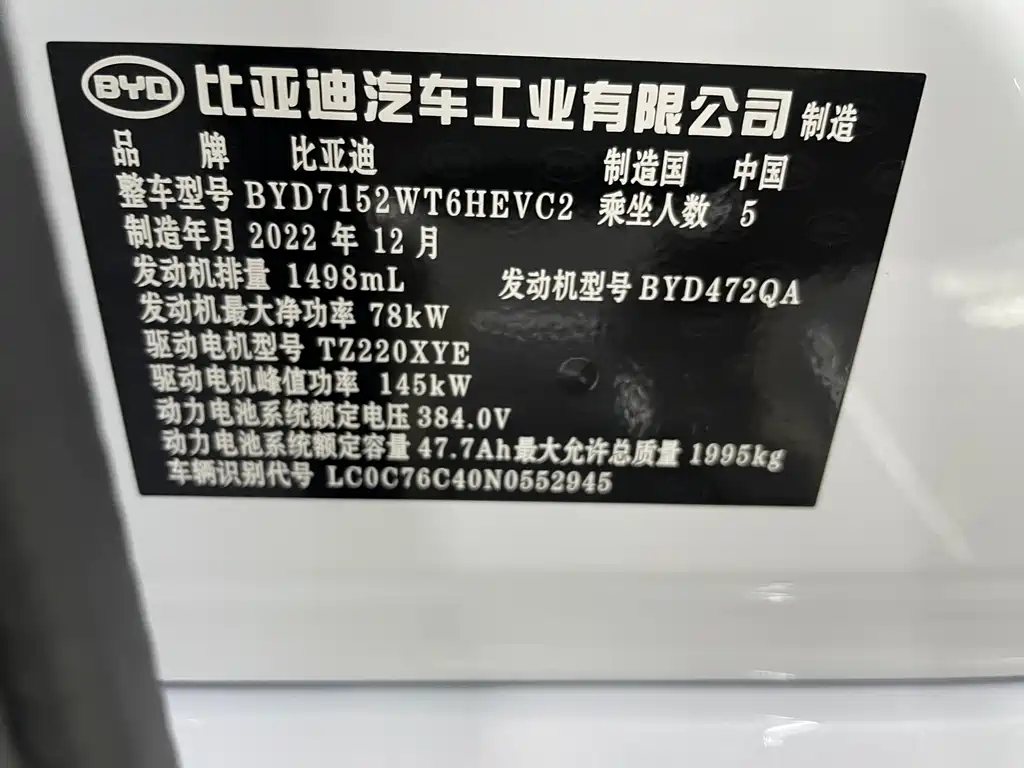 BYD 比亚迪汽车工业有限公司 制造
品牌 比亚迪 制造国 中国
整车型号 BYD7152WT6HEVC2 乘坐人数 5
制造年月 2022 年 12 月
发动机排量 1498mL 发动机型号 BYD472QA
发动机最大净功率 78kW
驱动电机型号 TZ220XYE
驱动电机峰值功率 145kW
动力电池系统额定电压 384.0V
动力电池系统额定容量 47.7Ah 最大允许总质量 1995kg
车辆识别代号 LC0C76C40N0552945